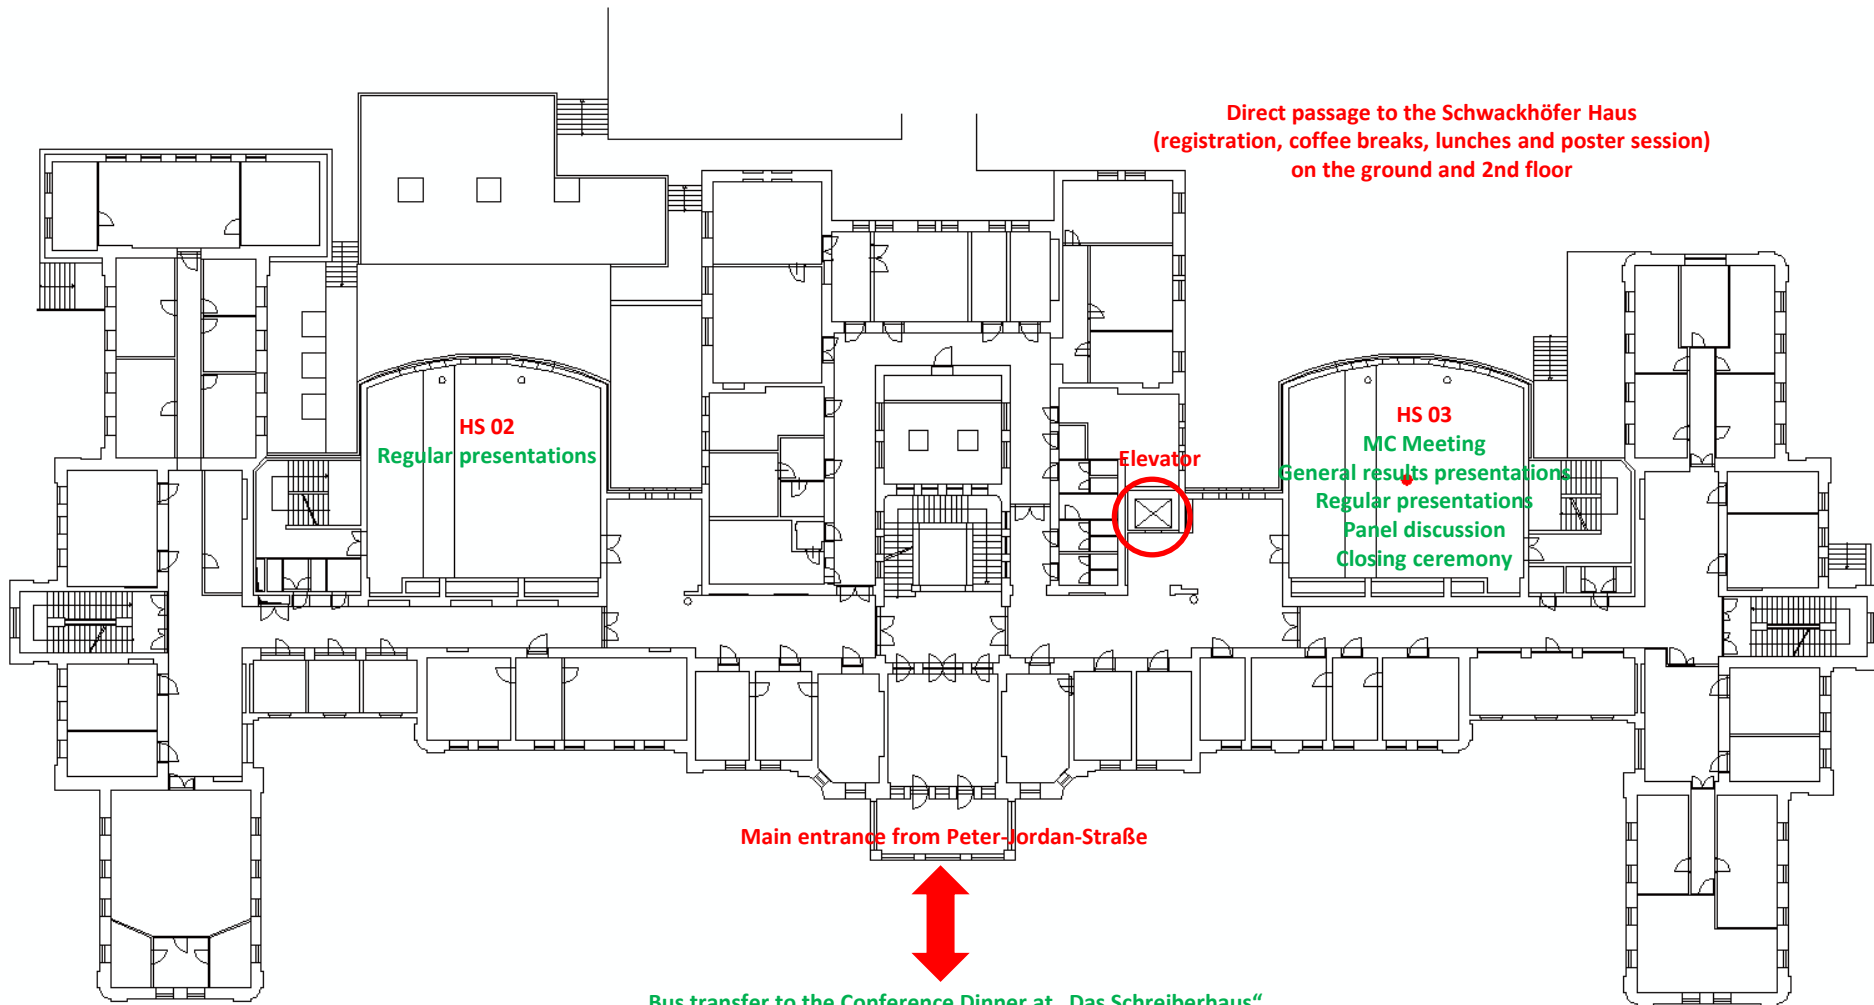 Direct passage to the Schwackhöfer Haus
(registration, coffee breaks, lunches and poster session)
on the ground and 2nd floor
HS 02
Regular presentations
Elevator
HS 03
MC Meeting
General results presentations
Regular presentations
Panel discussion
Closing ceremony
Main entrance from Peter-Jordan-Straße
Bus transfer to the Conference Dinner at „Das Schreiberhaus“